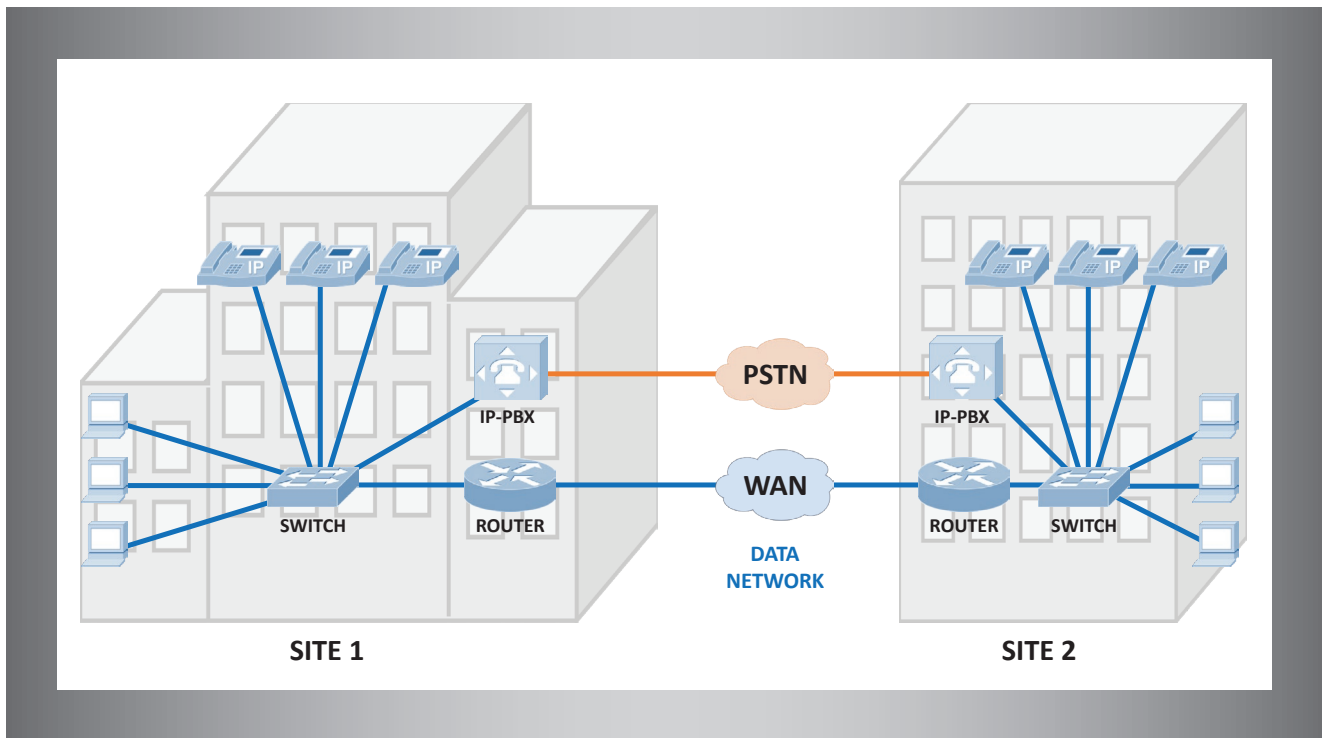 IP IP IP
IP IP IP
PSTN
IP-PBX
IP-PBX
WAN
SWITCH
ROUTER
ROUTER
SWITCH
DATA
NETWORK
SITE 1
SITE 2